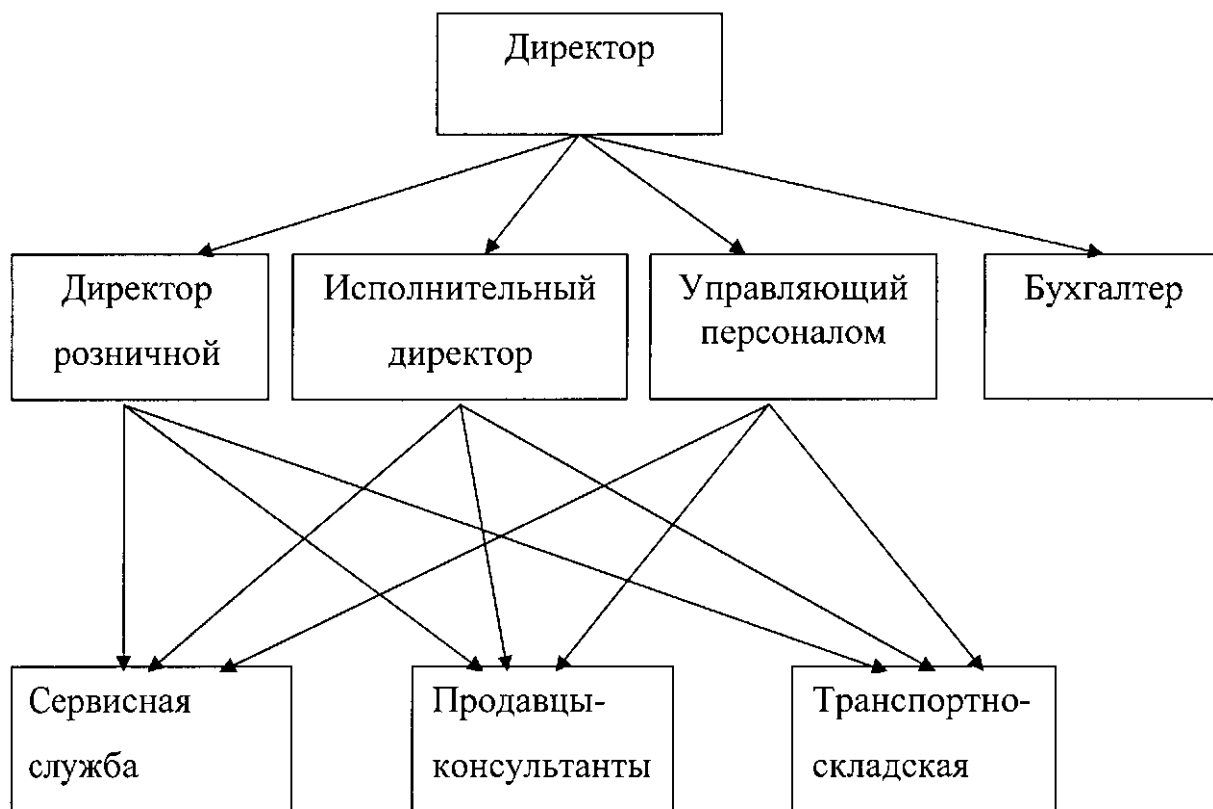 Директор
Директор
розничной
Исполнительный
директор
Управляющий
персоналом
Бухгалтер
Сервисная
служба
Продавцы-
консультанты
Транспортно-
складская